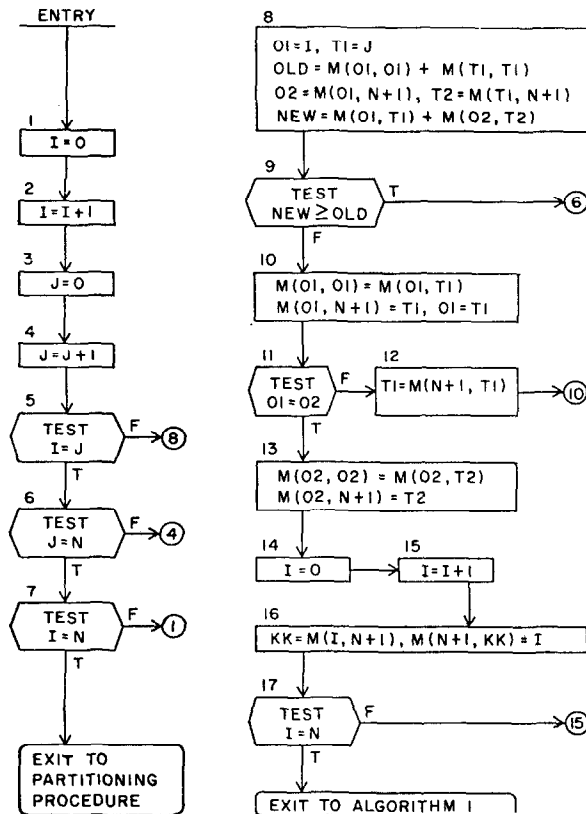 ENTRY
1
I=0
2
I=I+1
3
J=0
4
J=J+1
5
TEST
I=J
F
8
T
6
TEST
J=N
F
4
T
7
TEST
I=N
F
1
T
EXIT TO
PARTITIONING
PROCEDURE
8
O1=I, T1=J
OLD=M(O1,O1)+ M(T1,T1)
O2=M(O1,N+1), T2=M(T1,N+1)
NEW=M(O1,T1)+M(O2,T2)
9
TEST
NEW≥OLD
T
6
F
10
M(O1,O1)=M(O1,T1)
M(O1,N+1)=T1, O1=T1
11
TEST
O1=O2
F
12
T1=M(N+1,T1)
10
T
13
M(O2,O2)=M(O2,T2)
M(O2,N+1)=T2
14
I=0
15
I=I+1
16
KK=M(I,N+1), M(N+1,KK)=I
17
TEST
I=N
F
15
T
EXIT TO ALGORITHM I